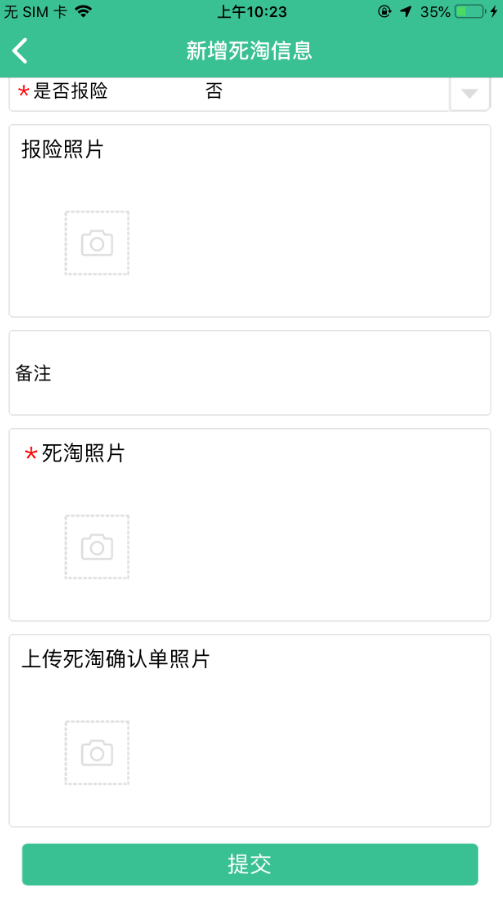 无 SIM 卡 上午10:23 35%
新增死淘信息
*是否报险 否
报险照片
备注
*死淘照片
上传死淘确认单照片
提交